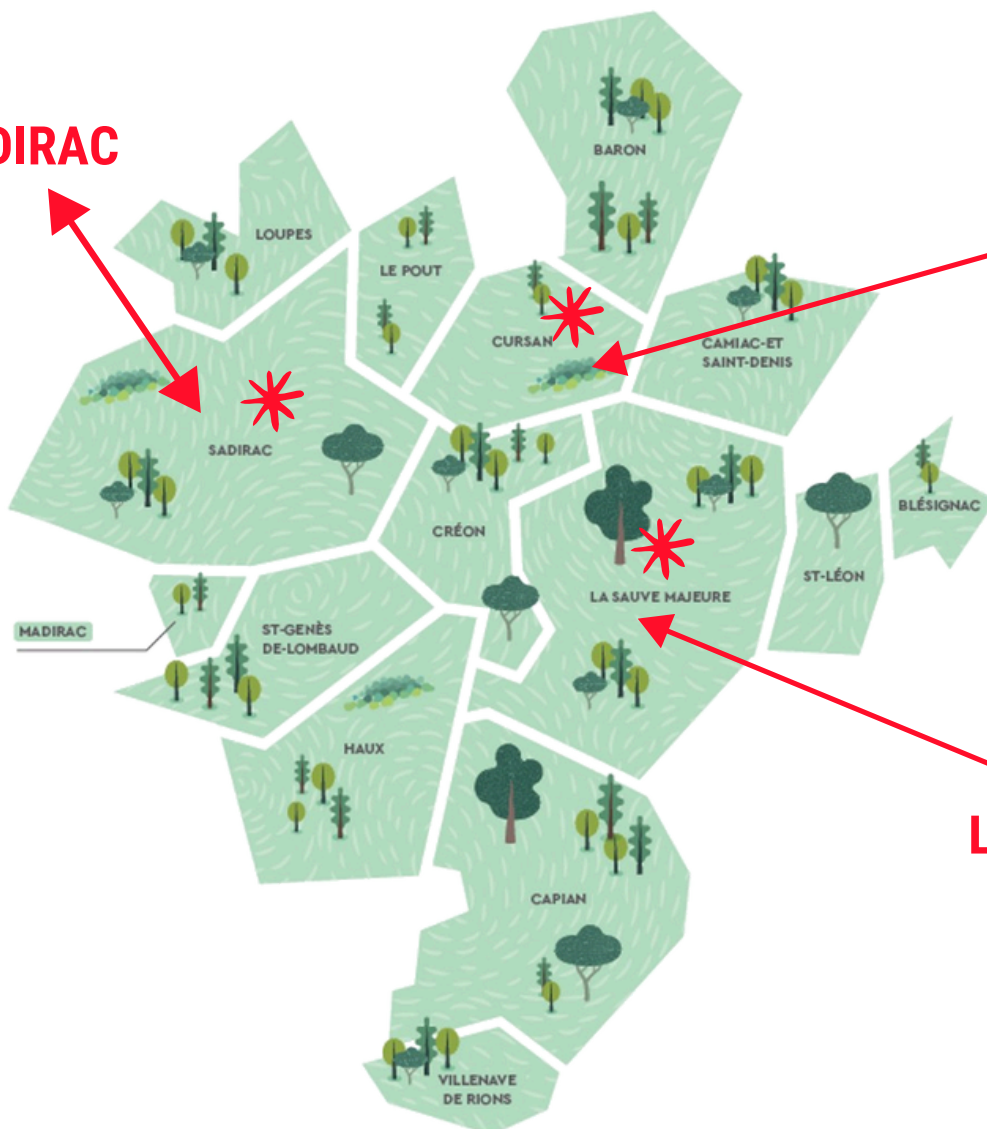 DIRAC
BARON
LOUPES
LE POUT
CURSAN
CAMIAC-ET
SAINT-DENIS
SADIRAC
BLÉSIGNAC
CRÉON
ST-LÉON
LA SAUVE MAJEURE
MADIRAC
ST-GENÈS
DE-LOMBAUD
HAUX
L
CAPIAN
VILLENAVE
DE RIONS